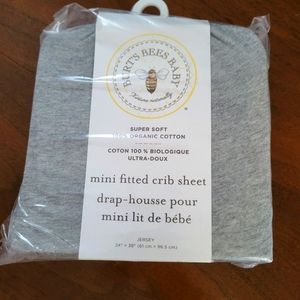 BURT'S BEES BABY
SUPER SOFT
100% ORGANIC COTTON
COTON 100 % BIOLOGIQUE
ULTRA-DOUX
mini fitted crib sheet
drap-housse pour
mini lit de bébé
JERSEY
24" x 38" (61 cm x 96.5 cm)